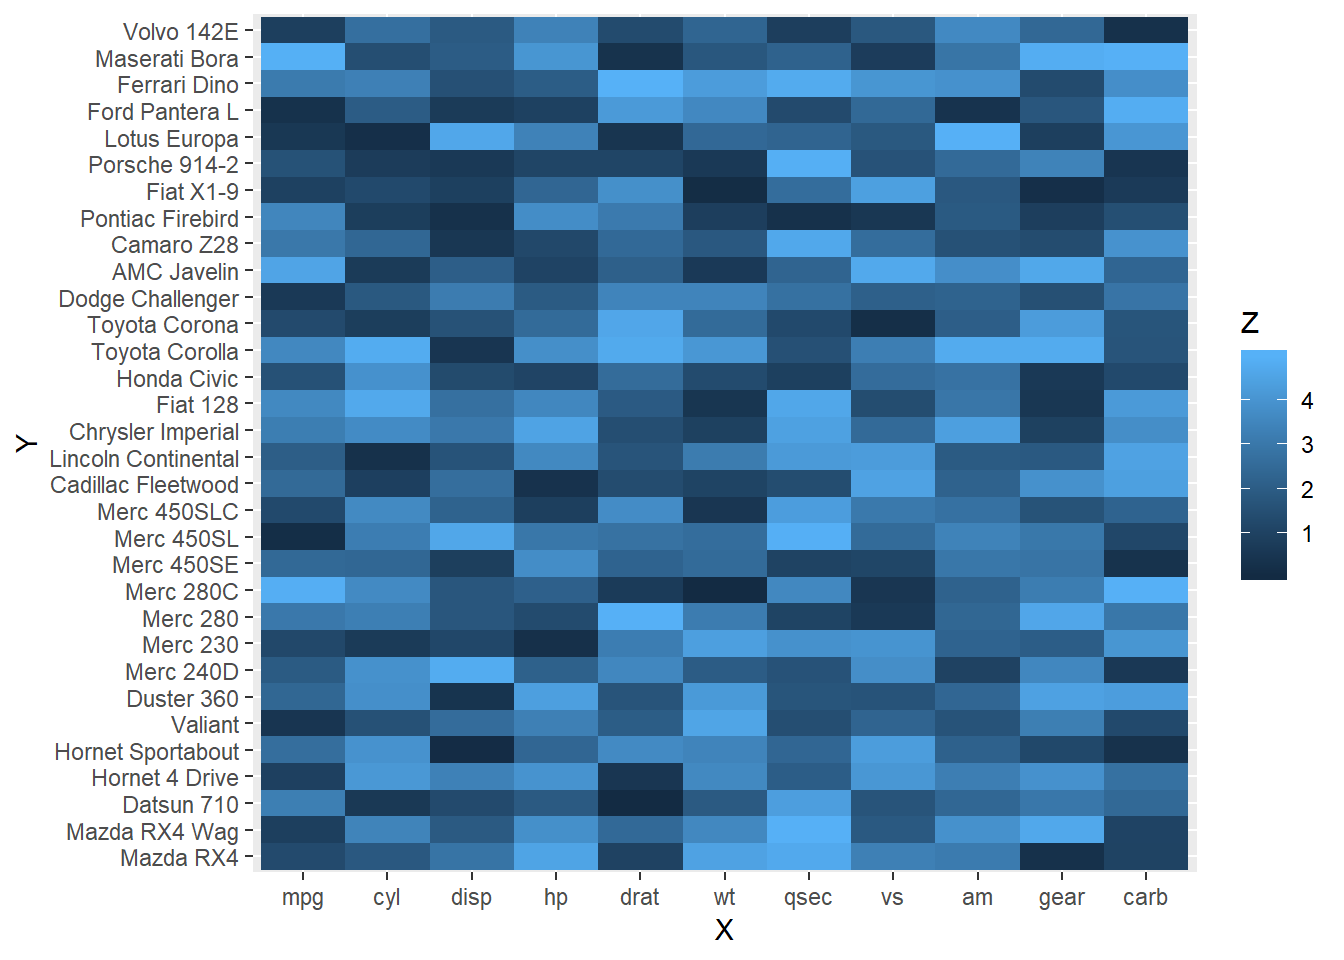 Volvo 142E
Maserati Bora
Ferrari Dino
Ford Pantera L
Lotus Europa
Porsche 914-2
Fiat X1-9
Pontiac Firebird
Camaro Z28
AMC Javelin
Dodge Challenger
Toyota Corona
Toyota Corolla
Honda Civic
Fiat 128
Chrysler Imperial
Lincoln Continental
Cadillac Fleetwood
Merc 450SLC
Merc 450SL
Merc 450SE
Merc 280C
Merc 280
Merc 230
Merc 240D
Duster 360
Valiant
Hornet Sportabout
Hornet 4 Drive
Datsun 710
Mazda RX4 Wag
Mazda RX4
Y
mpg cyl disp hp drat wt qsec vs am gear carb
X
Z
4
3
2
1